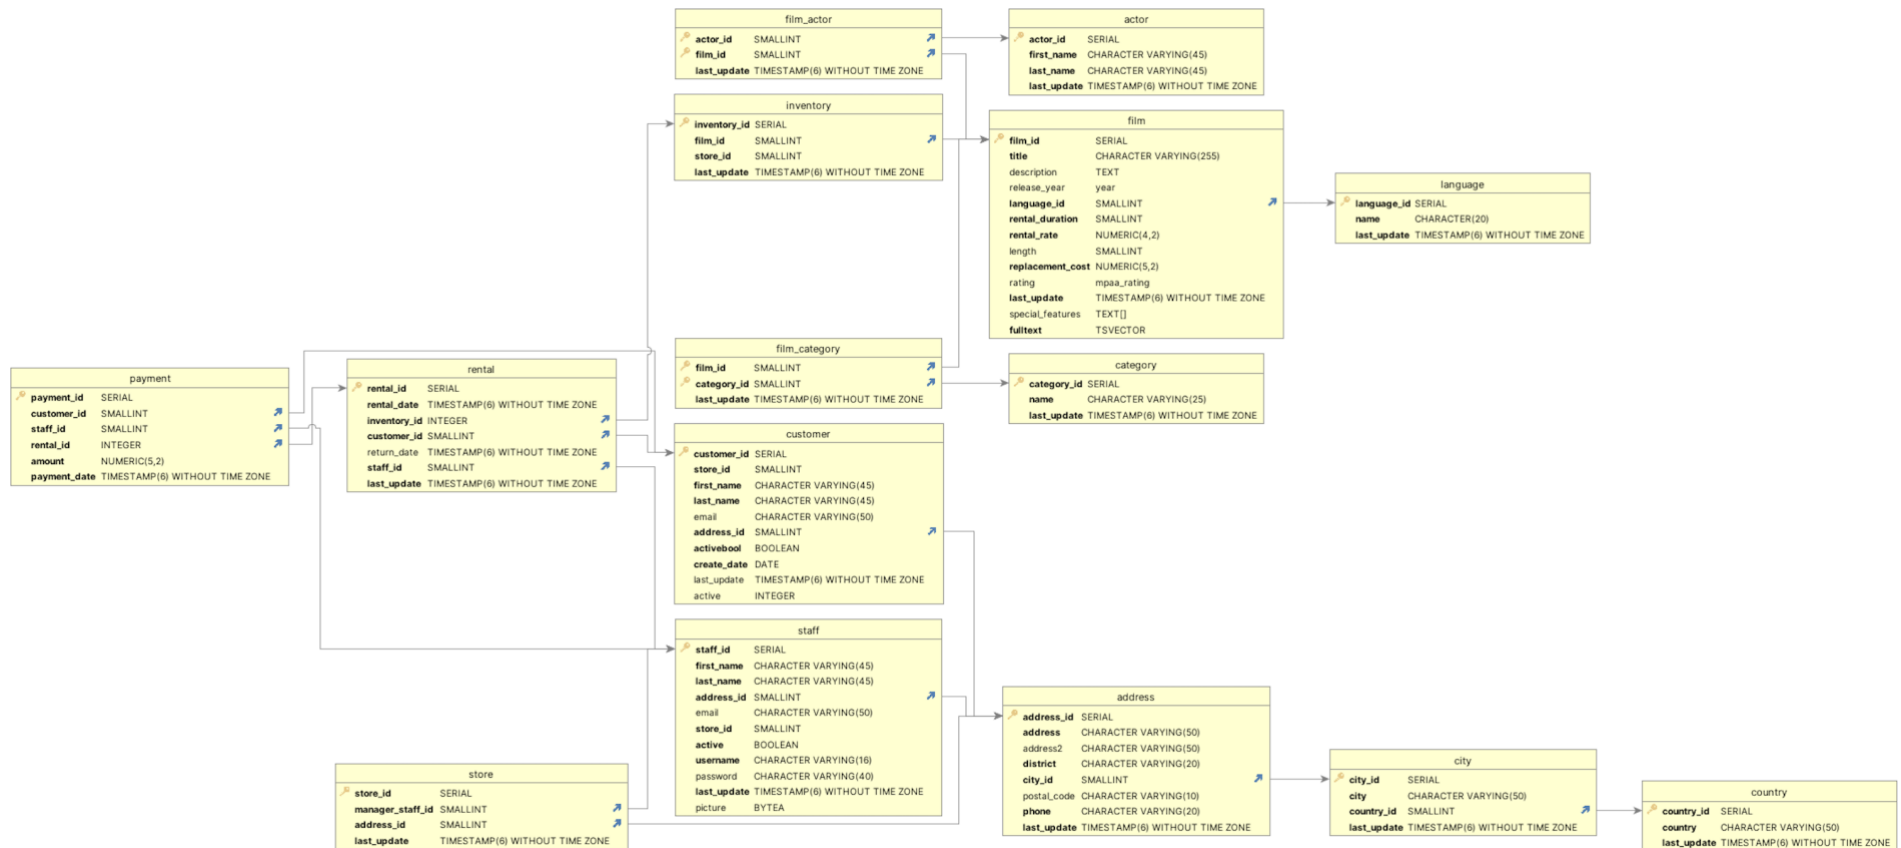 film_actor
actor_id SMALLINT
film_id SMALLINT
last_update TIMESTAMP(6) WITHOUT TIME ZONE
actor
actor_id SERIAL
first_name CHARACTER VARYING(45)
last_name CHARACTER VARYING(45)
last_update TIMESTAMP(6) WITHOUT TIME ZONE
inventory
inventory_id SERIAL
film_id SMALLINT
store_id SMALLINT
last_update TIMESTAMP(6) WITHOUT TIME ZONE
film
film_id SERIAL
title CHARACTER VARYING(255)
description TEXT
release_year year
language_id SMALLINT
rental_duration SMALLINT
rental_rate NUMERIC(4,2)
length SMALLINT
replacement_cost NUMERIC(5,2)
rating mpaa_rating
last_update TIMESTAMP(6) WITHOUT TIME ZONE
special_features TEXT[]
fulltext TSVECTOR
language
language_id SERIAL
name CHARACTER(20)
last_update TIMESTAMP(6) WITHOUT TIME ZONE
payment
payment_id SERIAL
customer_id SMALLINT
staff_id SMALLINT
rental_id INTEGER
amount NUMERIC(5,2)
payment_date TIMESTAMP(6) WITHOUT TIME ZONE
rental
rental_id SERIAL
rental_date TIMESTAMP(6) WITHOUT TIME ZONE
inventory_id INTEGER
customer_id SMALLINT
return_date TIMESTAMP(6) WITHOUT TIME ZONE
staff_id SMALLINT
last_update TIMESTAMP(6) WITHOUT TIME ZONE
film_category
film_id SMALLINT
category_id SMALLINT
last_update TIMESTAMP(6) WITHOUT TIME ZONE
category
category_id SERIAL
name CHARACTER VARYING(25)
last_update TIMESTAMP(6) WITHOUT TIME ZONE
customer
customer_id SERIAL
store_id SMALLINT
first_name CHARACTER VARYING(45)
last_name CHARACTER VARYING(45)
email CHARACTER VARYING(50)
address_id SMALLINT
activebool BOOLEAN
create_date DATE
last_update TIMESTAMP(6) WITHOUT TIME ZONE
active INTEGER
staff
staff_id SERIAL
first_name CHARACTER VARYING(45)
last_name CHARACTER VARYING(45)
address_id SMALLINT
email CHARACTER VARYING(50)
store_id SMALLINT
active BOOLEAN
username CHARACTER VARYING(16)
password CHARACTER VARYING(40)
last_update TIMESTAMP(6) WITHOUT TIME ZONE
picture BYTEA
store
store_id SERIAL
manager_staff_id SMALLINT
address_id SMALLINT
last_update TIMESTAMP(6) WITHOUT TIME ZONE
address
address_id SERIAL
address CHARACTER VARYING(50)
address2 CHARACTER VARYING(50)
district CHARACTER VARYING(20)
city_id SMALLINT
postal_code CHARACTER VARYING(10)
phone CHARACTER VARYING(20)
last_update TIMESTAMP(6) WITHOUT TIME ZONE
city
city_id SERIAL
city CHARACTER VARYING(50)
country_id SMALLINT
last_update TIMESTAMP(6) WITHOUT TIME ZONE
country
country_id SERIAL
country CHARACTER VARYING(50)
last_update TIMESTAMP(6) WITHOUT TIME ZONE